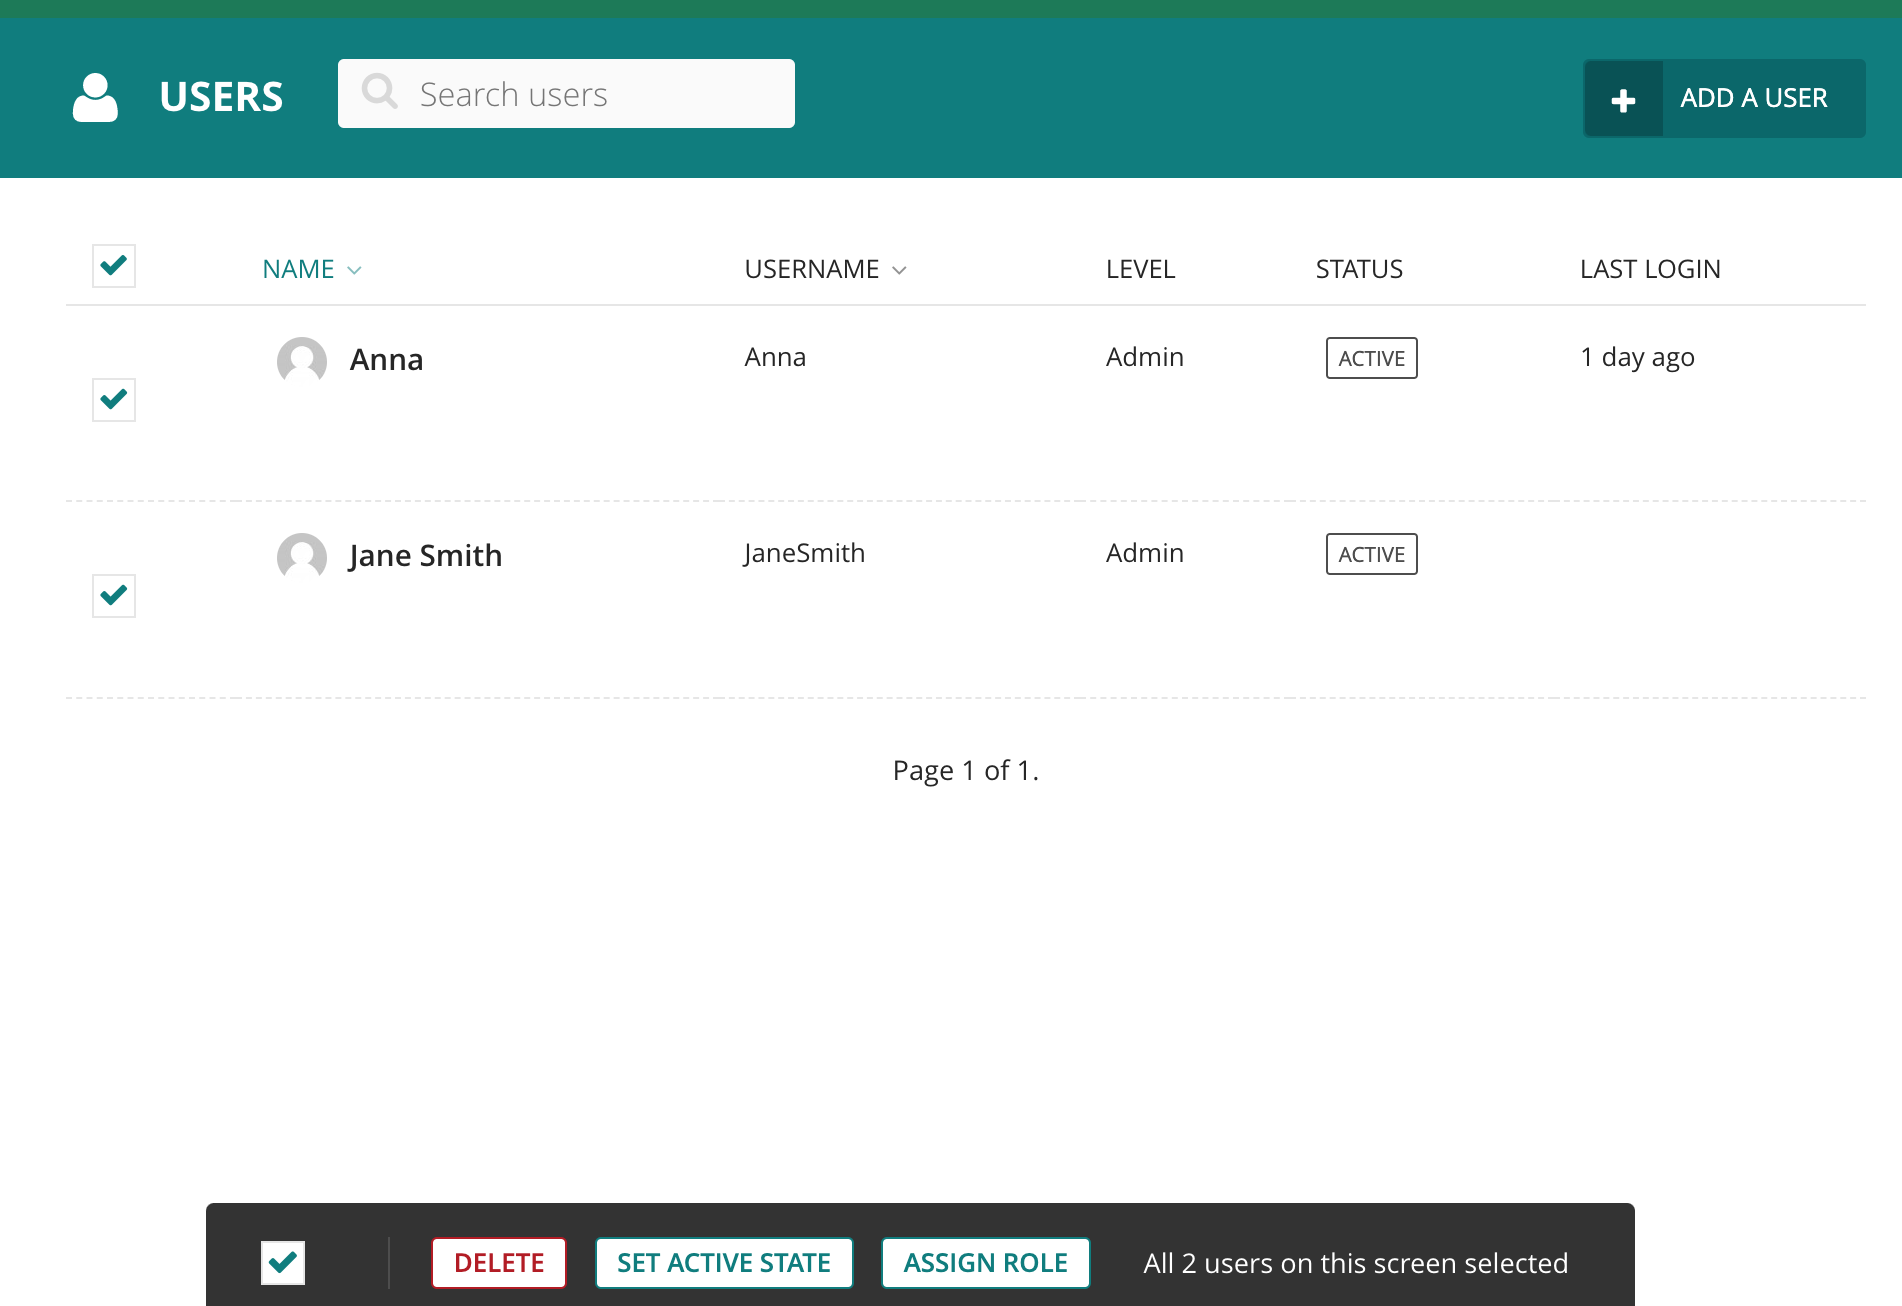 USERS Search users ADD A USER
NAME USERNAME LEVEL STATUS LAST LOGIN
Anna Anna Admin ACTIVE 1 day ago
Jane Smith JaneSmith Admin ACTIVE
Page 1 of 1.
DELETE SET ACTIVE STATE ASSIGN ROLE All 2 users on this screen selected